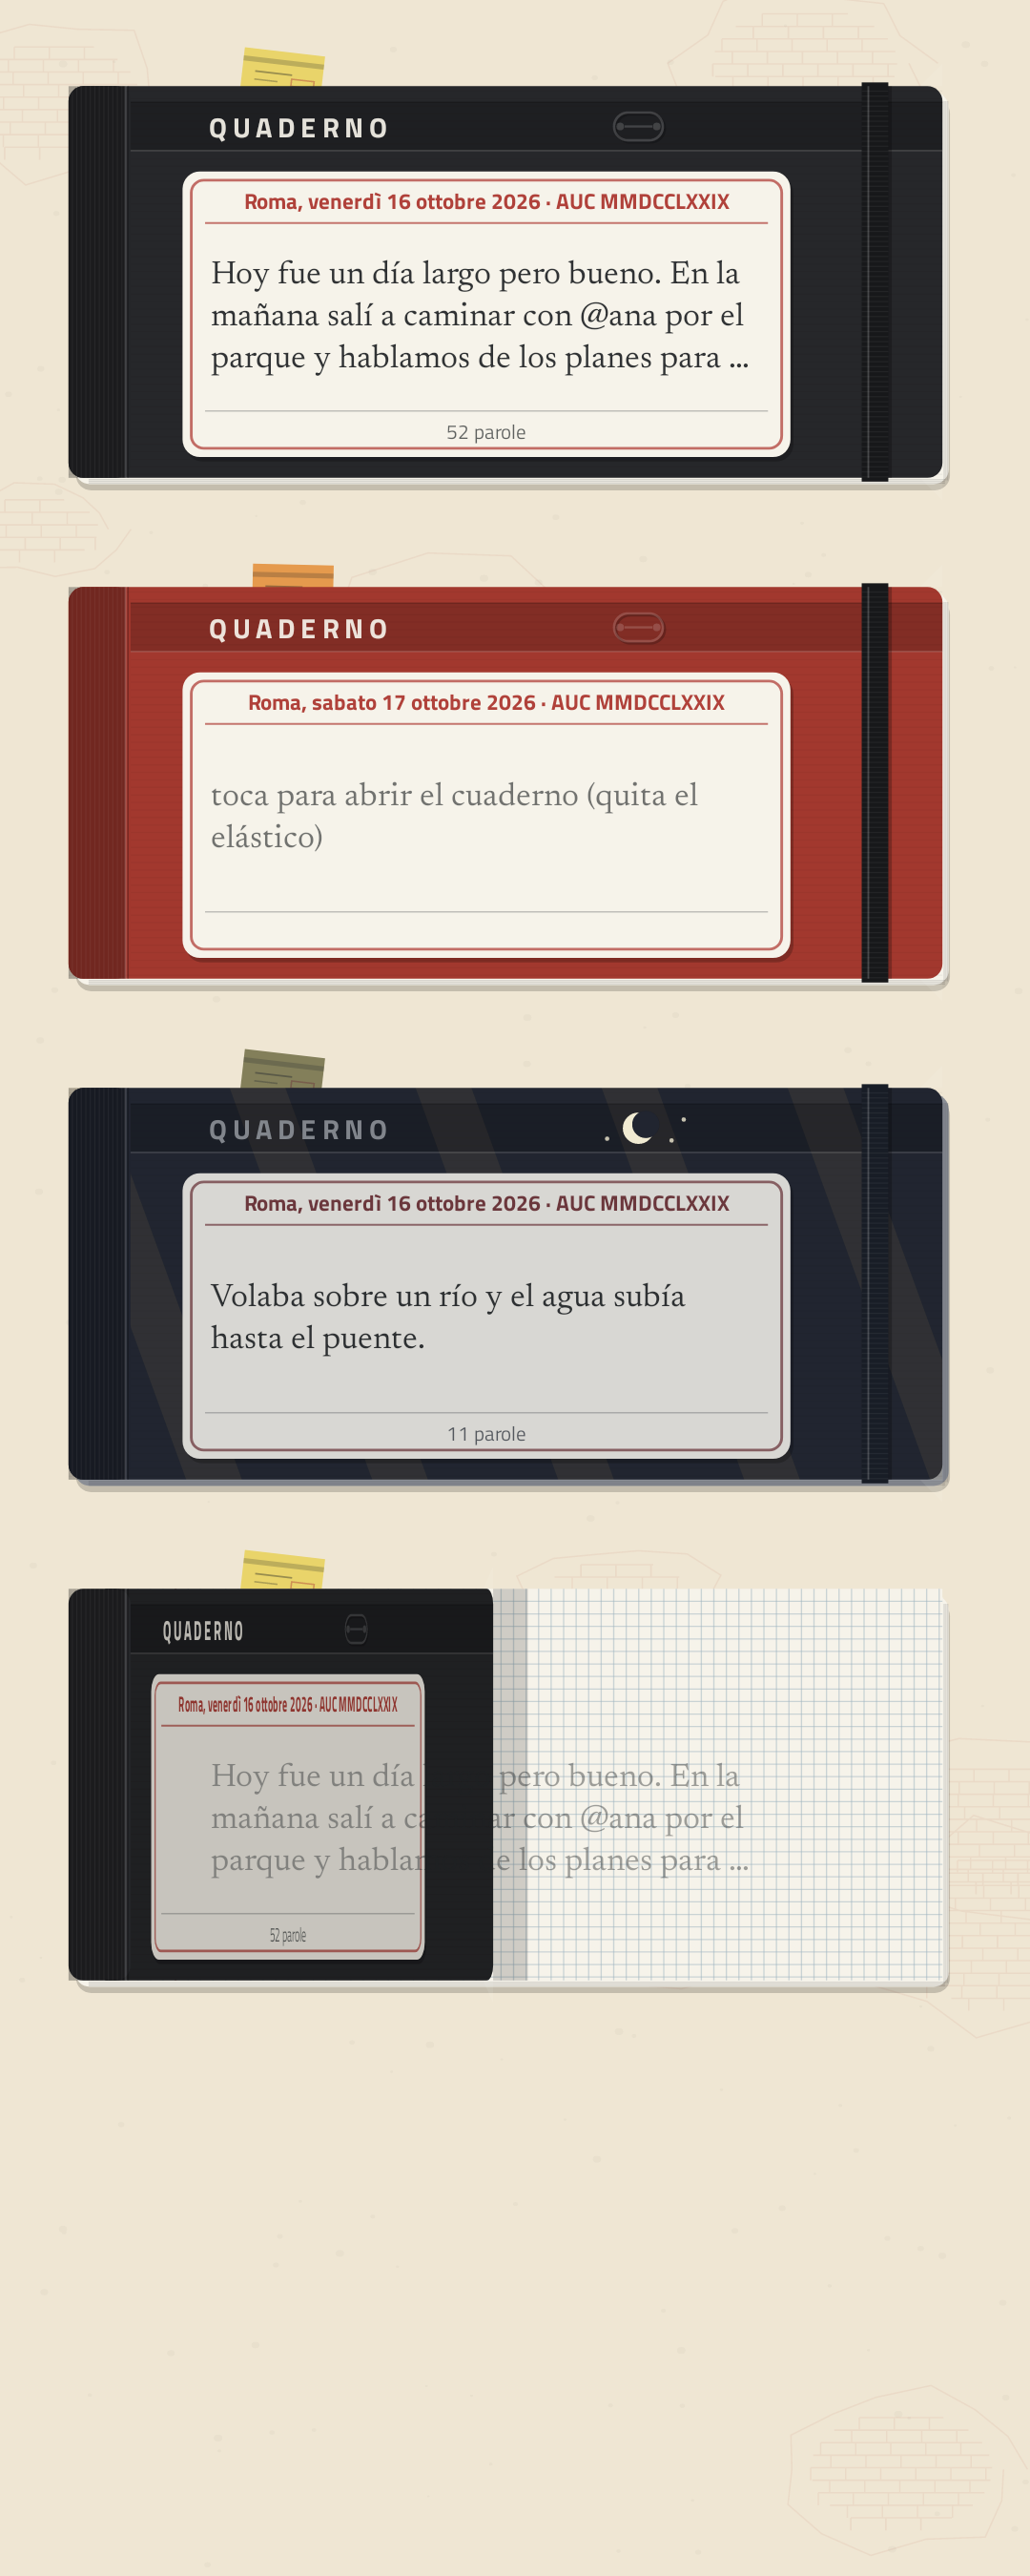 QUADERNO
Roma, venerdì 16 ottobre 2026 · AUC MMDCCLXXIX
Hoy fue un día largo pero bueno. En la
mañana salí a caminar con @ana por el
parque y hablamos de los planes para ...
52 parole
QUADERNO
Roma, sabato 17 ottobre 2026 · AUC MMDCCLXXIX
toca para abrir el cuaderno (quita el
elástico)
QUADERNO
Roma, venerdì 16 ottobre 2026 · AUC MMDCCLXXIX
Volaba sobre un río y el agua subía
hasta el puente.
11 parole
QUADERNO
Roma, venerdì 16 ottobre 2026 · AUC MMDCCLXXIX
Hoy fue un día pero bueno. En la
mañana salí a con @ana por el
parque y los planes para ...
52 parole